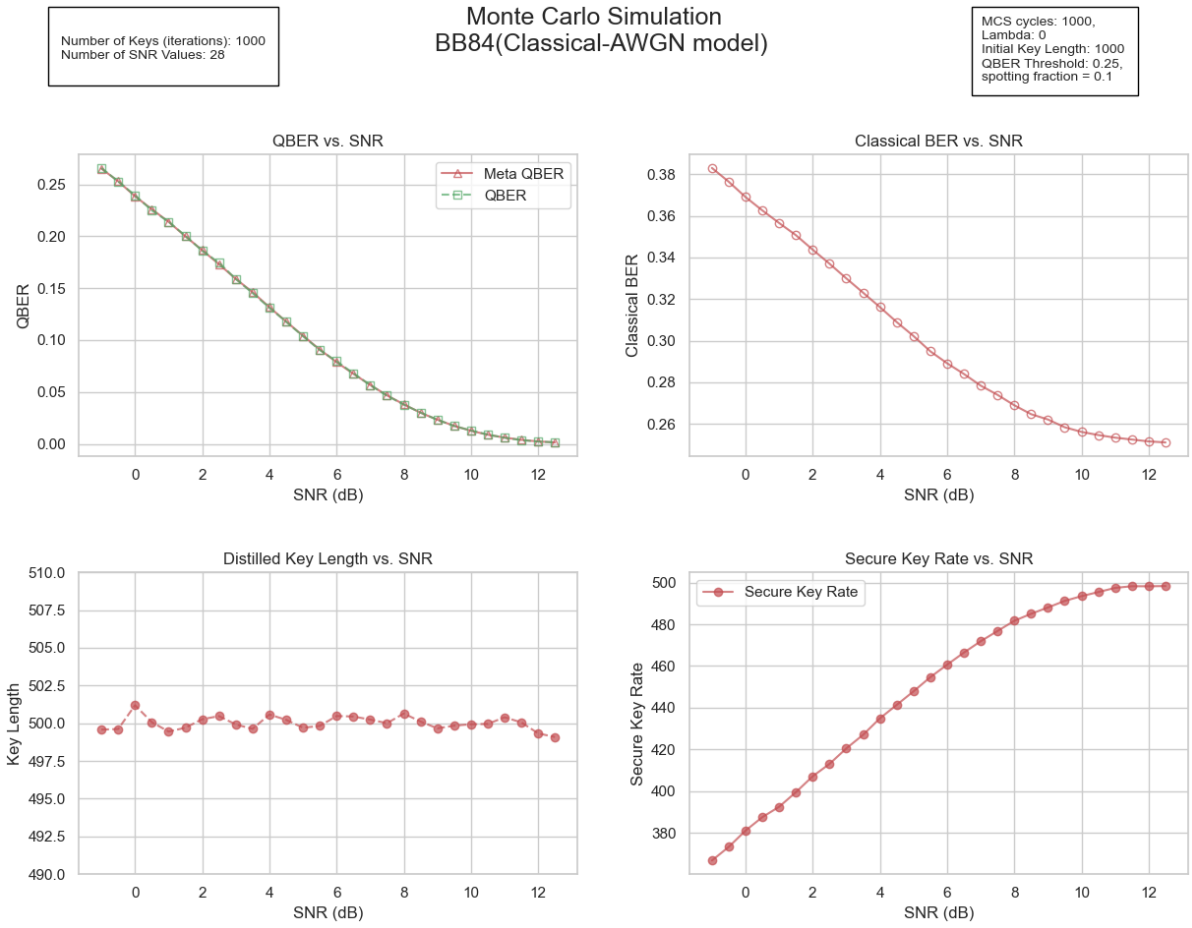 Monte Carlo Simulation
BB84(Classical-AWGN model)
Number of Keys (iterations): 1000
Number of SNR Values: 28
MCS cycles: 1000,
Lambda: 0
Initial Key Length: 1000
QBER Threshold: 0.25,
spotting fraction = 0.1
QBER vs. SNR
Meta QBER
QBER
QBER
0.25
0.20
0.15
0.10
0.05
0.00
0 2 4 6 8 10 12
SNR (dB)
Classical BER vs. SNR
Classical BER
0.38
0.36
0.34
0.32
0.30
0.28
0.26
0 2 4 6 8 10 12
SNR (dB)
Distilled Key Length vs. SNR
Key Length
510.0
507.5
505.0
502.5
500.0
497.5
495.0
492.5
490.0
0 2 4 6 8 10 12
SNR (dB)
Secure Key Rate vs. SNR
Secure Key Rate
Secure Key Rate
500
480
460
440
420
400
380
0 2 4 6 8 10 12
SNR (dB)